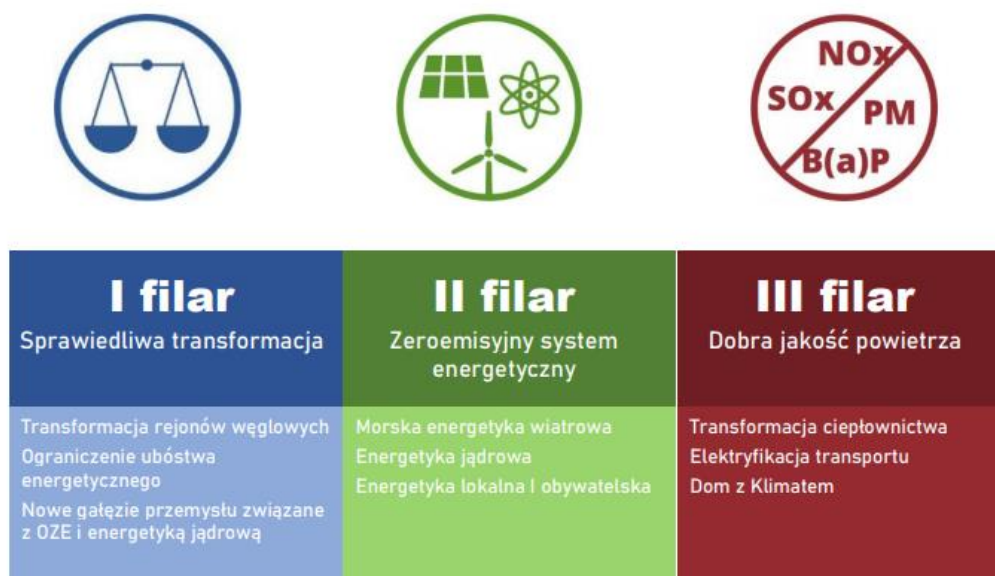 NOx
SOx
PM
B(a)P
I filar
Sprawiedliwa transformacja
Transformacja rejonów węglowych
Ograniczenie ubóstwa
energetycznego
Nowe gałęzie przemysłu związane
z OZE i energetyką jądrową
II filar
Zeroemisyjny system
energetyczny
Morska energetyka wiatrowa
Energetyka jądrowa
Energetyka lokalna I obywatelska
III filar
Dobra jakość powietrza
Transformacja ciepłownictwa
Elektryfikacja transportu
Dom z Klimatem